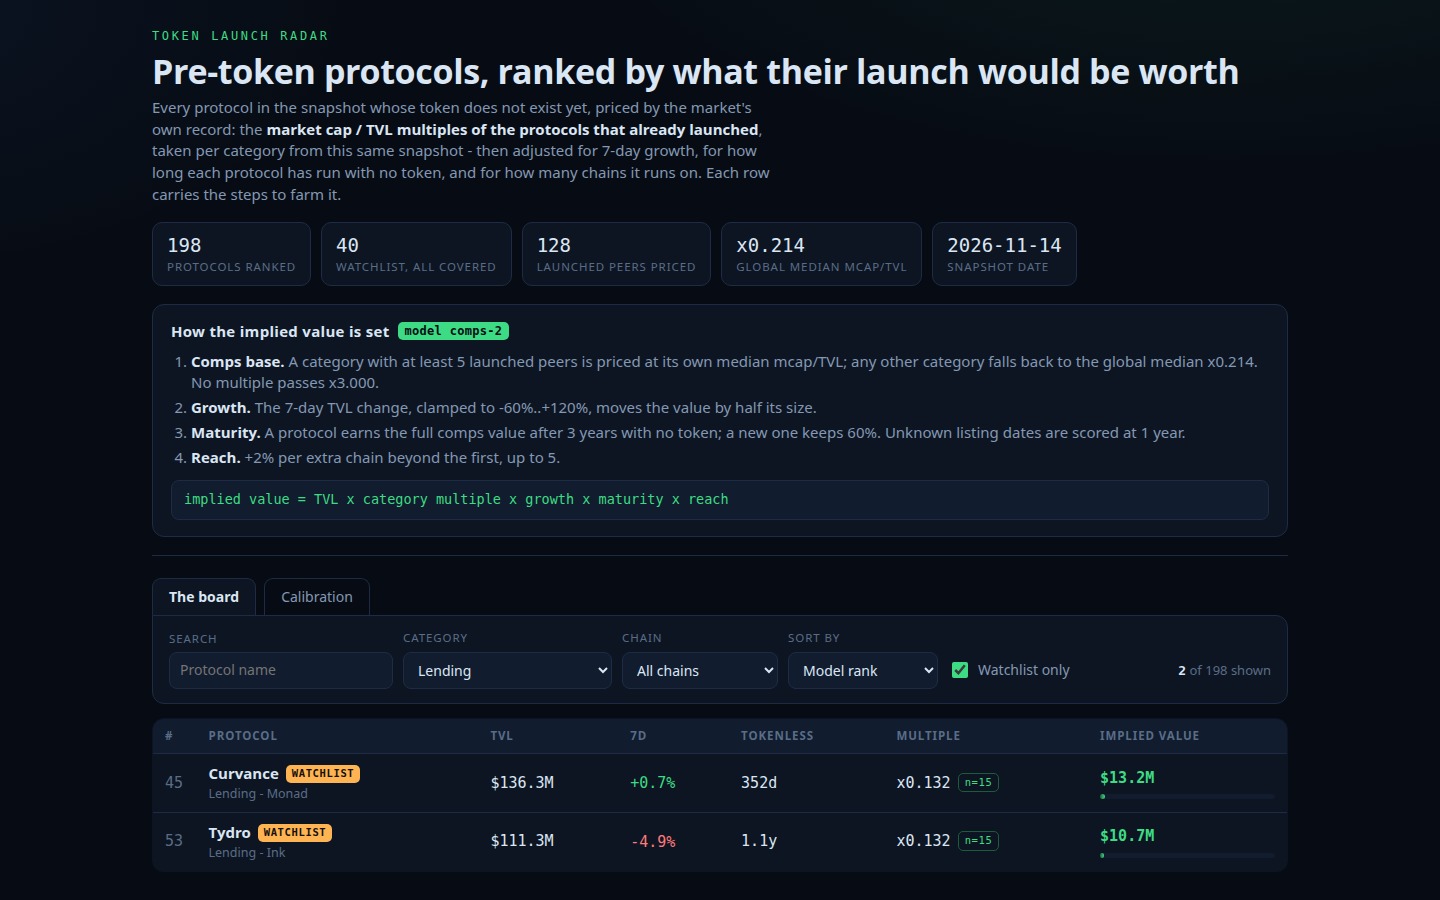 TOKEN LAUNCH RADAR
Pre-token protocols, ranked by what their launch would be worth
Every protocol in the snapshot whose token does not exist yet, priced by the market's
own record: the market cap / TVL multiples of the protocols that already launched,
taken per category from this same snapshot - then adjusted for 7-day growth, for how
long each protocol has run with no token, and for how many chains it runs on. Each row
carries the steps to farm it.
198
PROTOCOLS RANKED
40
WATCHLIST, ALL COVERED
128
LAUNCHED PEERS PRICED
x0.214
GLOBAL MEDIAN MCAP/TVL
2026-11-14
SNAPSHOT DATE
How the implied value is set model comps-2
1. Comps base. A category with at least 5 launched peers is priced at its own median mcap/TVL; any other category falls back to the global median x0.214.
No multiple passes x3.000.
2. Growth. The 7-day TVL change, clamped to -60%..+120%, moves the value by half its size.
3. Maturity. A protocol earns the full comps value after 3 years with no token; a new one keeps 60%. Unknown listing dates are scored at 1 year.
4. Reach. +2% per extra chain beyond the first, up to 5.
implied value = TVL x category multiple x growth x maturity x reach
The board Calibration
SEARCH CATEGORY CHAIN SORT BY
Protocol name Lending All chains Model rank Watchlist only 2 of 198 shown
# PROTOCOL TVL 7D TOKENLESS MULTIPLE IMPLIED VALUE
45 Curvance WATCHLIST $136.3M +0.7% 352d x0.132 n=15 $13.2M
Lending - Monad
53 Tydro WATCHLIST $111.3M -4.9% 1.1y x0.132 n=15 $10.7M
Lending - Ink